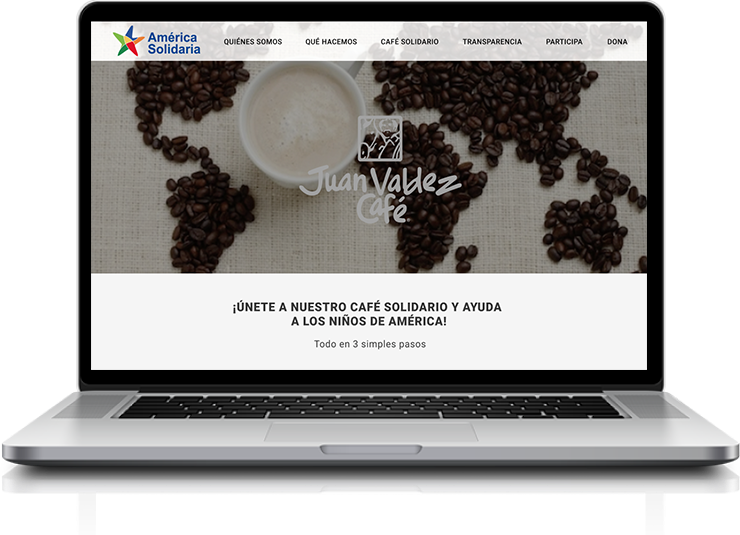 América
Solidaria
QUIÉNES SOMOS QUÉ HACEMOS CAFÉ SOLIDARIO TRANSPARENCIA PARTICIPA DONA
Juan Valdez
Café
¡ÚNETE A NUESTRO CAFÉ SOLIDARIO Y AYUDA
A LOS NIÑOS DE AMÉRICA!
Todo en 3 simples pasos